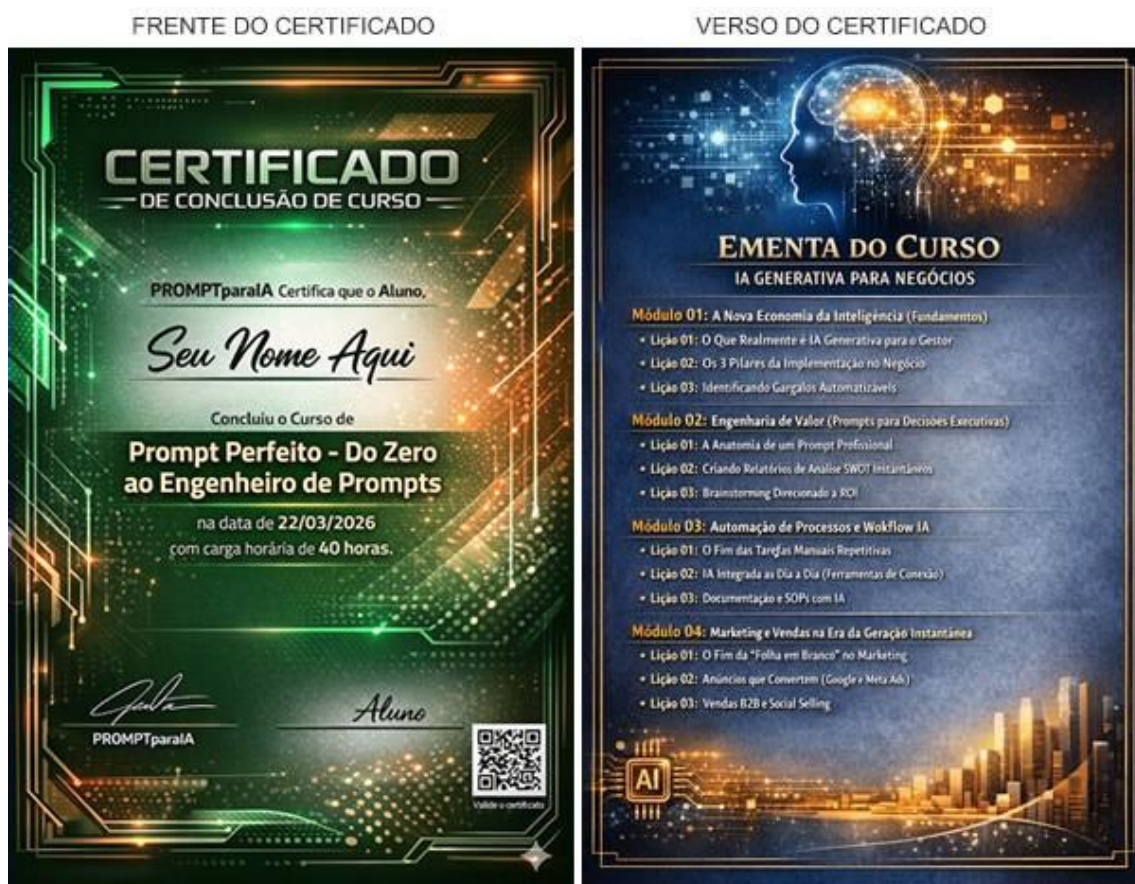 FRENTE DO CERTIFICADO
CERTIFICADO
DE CONCLUSÃO DE CURSO
PROMPTparaIA Certifica que o Aluno,
Seu Nome Aqui
Concluiu o Curso de
Prompt Perfeito - Do Zero
ao Engenheiro de Prompts
na data de 22/03/2026
com carga horária de 40 horas.
PROMPTparaIA
Aluno
Valide o certificado
VERSO DO CERTIFICADO
EMENTA DO CURSO
IA GENERATIVA PARA NEGÓCIOS
Módulo 01: A Nova Economia da Inteligência (Fundamentos)
• Lição 01: O Que Realmente é IA Generativa para o Gestor
• Lição 02: Os 3 Pilares da Implementação no Negócio
• Lição 03: Identificando Gargalos Automatizáveis
Módulo 02: Engenharia de Valor (Prompts para Decisões Executivas)
• Lição 01: A Anatomia de um Prompt Profissional
• Lição 02: Criando Relatórios de Analise SWOT Instantâneos
• Lição 03: Brainstorming Direcionado a ROI
Módulo 03: Automação de Processos e Wokflow IA
• Lição 01: O Fim das Tarefas Manuais Repetitivas
• Lição 02: IA Integrada as Dia a Dia (Ferramentas de Conexão)
• Lição 03: Documentação e SOPs com IA
Módulo 04: Marketing e Vendas na Era da Geração Instantânea
• Lição 01: O Fim da "Folha em Branco" no Marketing
• Lição 02: Anúncios que Convertem (Google e Meta Ads)
• Lição 03: Vendas B2B e Social Selling
AI